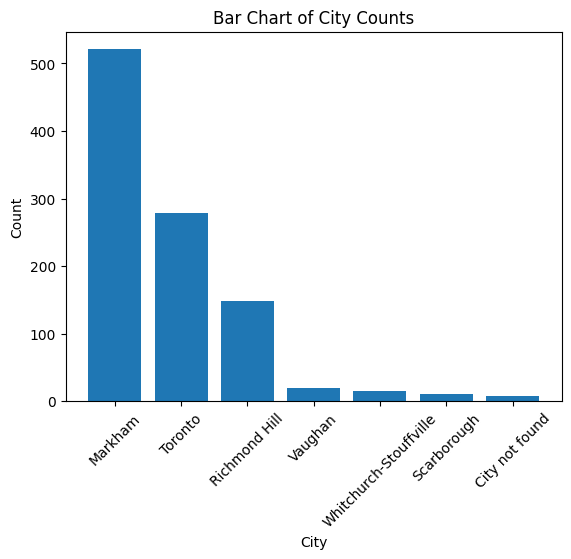 Bar Chart of City Counts
Count
500
400
300
200
100
0
Markham
Toronto
Richmond Hill
Vaughan
Whitchurch-Stouffville
Scarborough
City not found
City